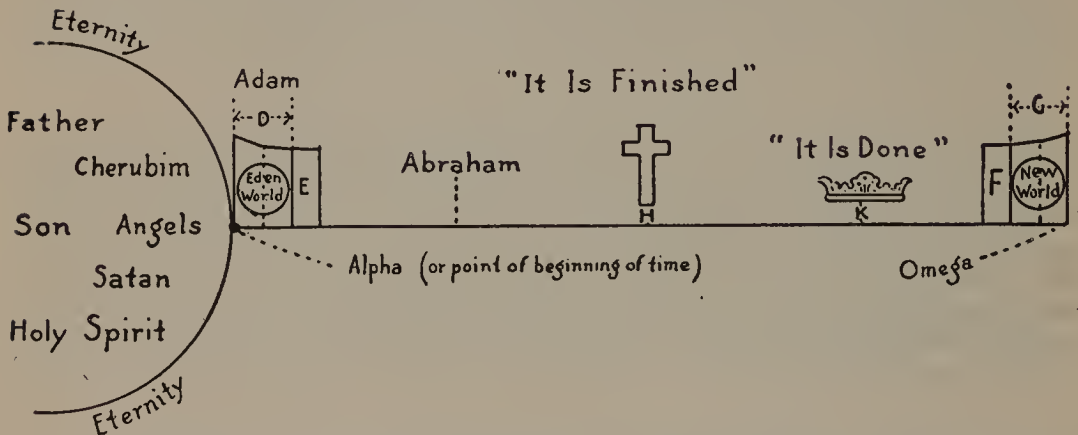 Eternity
Adam
"It Is Finished"
D
G
Father
Cherubim
Abraham
"It Is Done"
Eden
World
E
F
New
World
H
K
Son Angels
Alpha (or point of beginning of time)
Omega
Satan
Holy Spirit
Eternity